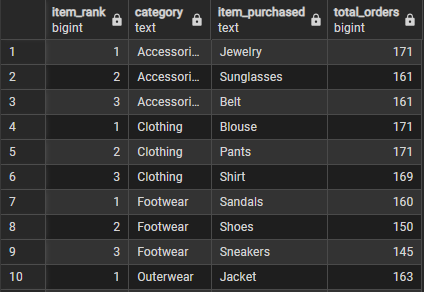 item_rank category item_purchased total_orders
bigint text text bigint
1 1 Accessori... Jewelry 171
2 2 Accessori... Sunglasses 161
3 3 Accessori... Belt 161
4 1 Clothing Blouse 171
5 2 Clothing Pants 171
6 3 Clothing Shirt 169
7 1 Footwear Sandals 160
8 2 Footwear Shoes 150
9 3 Footwear Sneakers 145
10 1 Outerwear Jacket 163